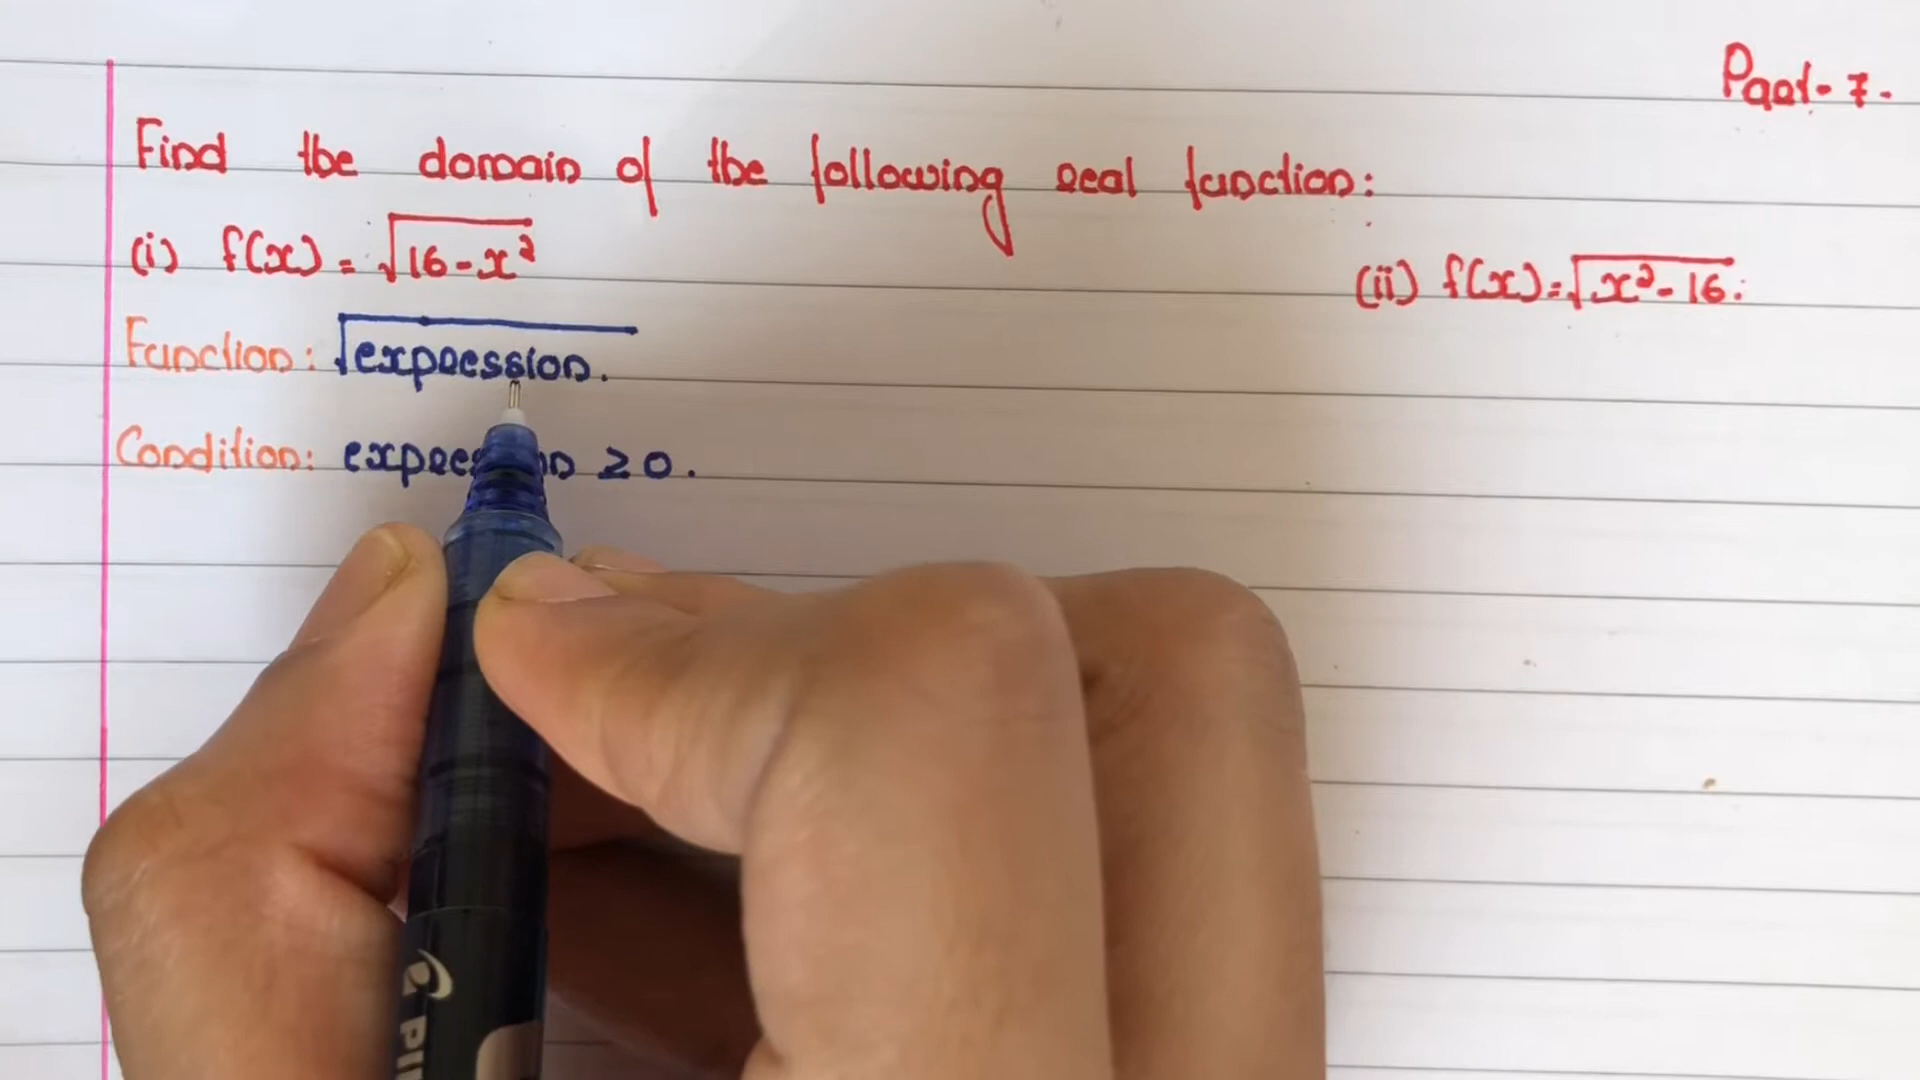 Part-7.
Find the domain of the following real function:
(i) f(x) = √16-x²
(ii) f(x) = √x²-16.
Function: √expression.
Condition: expression ≥0.